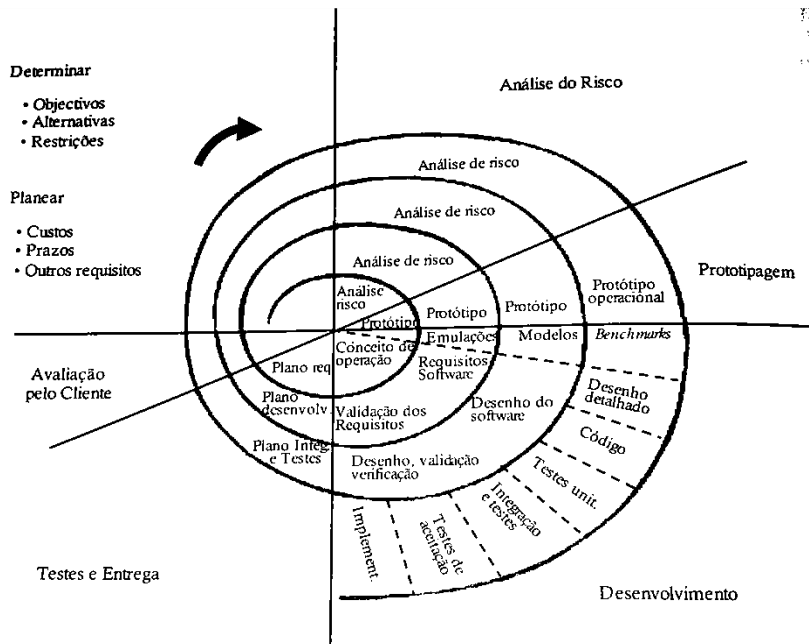 Determinar
• Objectivos
• Alternativas
• Restrições
Planear
• Custos
• Prazos
• Outros requisitos
Análise do Risco
Análise de risco
Análise de risco
Análise de risco
Análise
risco
Prototipagem
Protótipo
Protótipo
Protótipo
Protótipo
operacional
Emulações
Modelos
Benchmarks
Avaliação
pelo Cliente
Plano req
Conceito de
operação
Requisitos
Software
Plano
desenvolv.
Validação dos
Requisitos
Desenho do
software
Desenho
detalhado
Plano Integ.
e Testes
Desenho, validação
verificação
Código
Testes unit.
Integração
e testes
Testes de
aceitação
Implement.
Testes e Entrega
Desenvolvimento